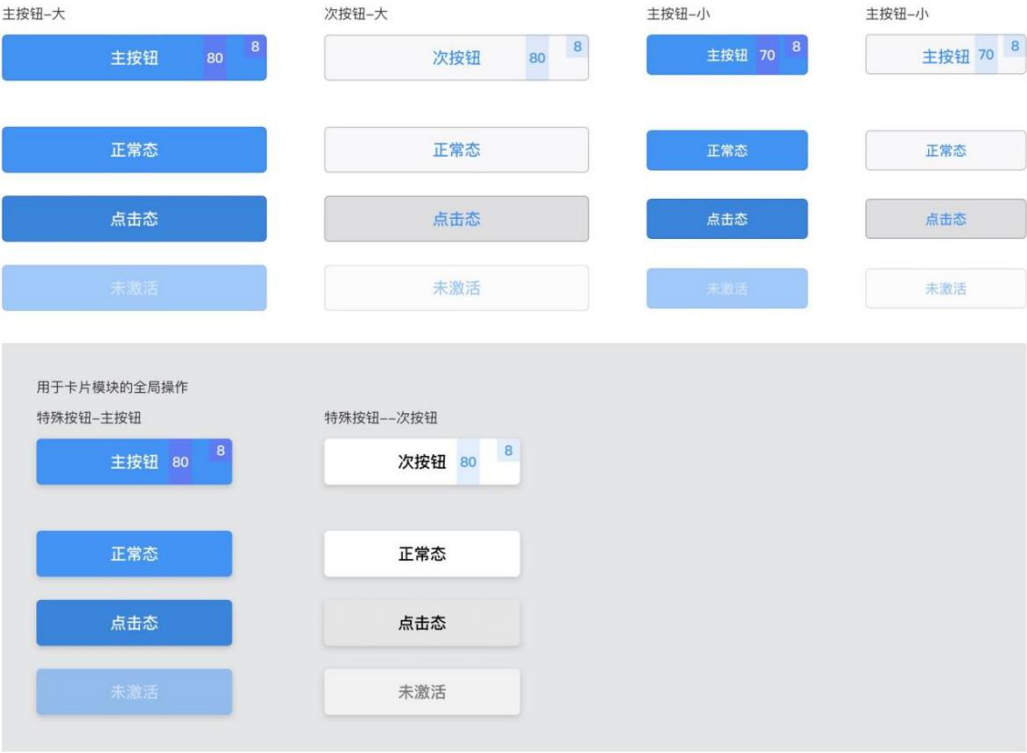 主按钮-大 次按钮-大 主按钮-小 主按钮-小
主按钮 80 8 次按钮 80 8 主按钮 70 8 主按钮 70 8
正常态 正常态 正常态 正常态
点击态 点击态 点击态 点击态
未激活 未激活 未激活 未激活
用于卡片模块的全局操作
特殊按钮-主按钮 特殊按钮--次按钮
主按钮 80 8 次按钮 80 8
正常态 正常态
点击态 点击态
未激活 未激活